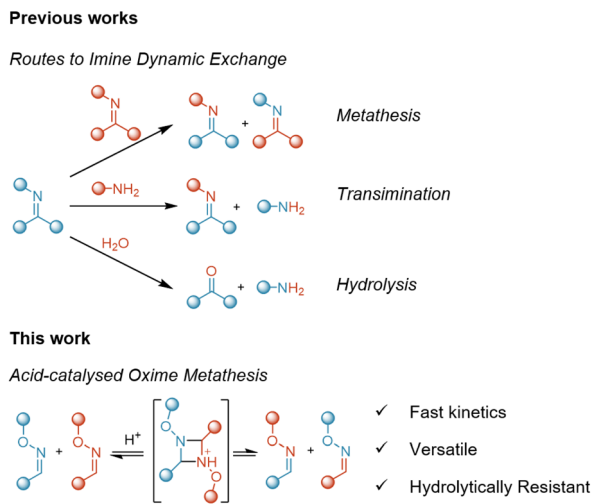 Previous works
Routes to Imine Dynamic Exchange
N
N
N
+
Metathesis
N
NH2
N
+
NH2
Transimination
H2O
O
+
NH2
Hydrolysis
This work
Acid-catalysed Oxime Metathesis
O
N
+
O
N
H+
O
N
NH
+
O
O
N
+
O
N
✓ Fast kinetics
✓ Versatile
✓ Hydrolytically Resistant